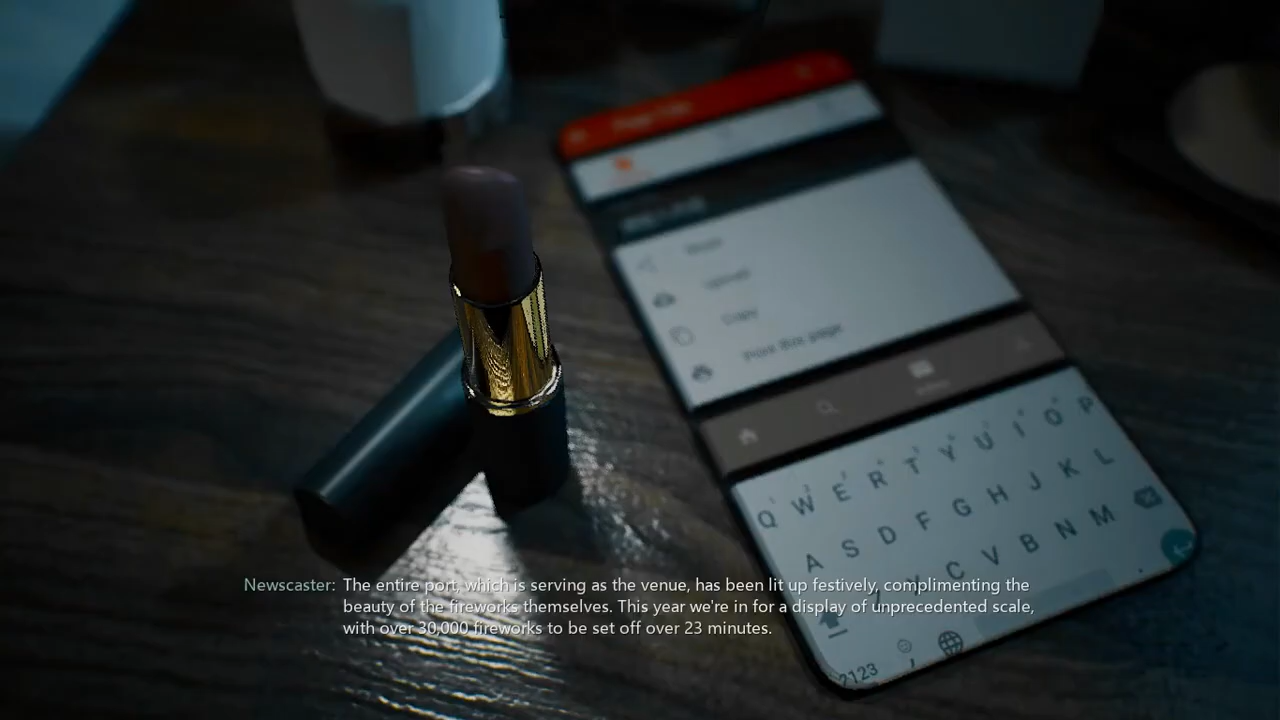 Upload
Copy
Print this page
Q W E R T Y U I O P
A S D F G H J K L
C V B N M
Newscaster: The entire port, which is serving as the venue, has been lit up festively, complimenting the
beauty of the fireworks themselves. This year we're in for a display of unprecedented scale,
with over 30,000 fireworks to be set off over 23 minutes.